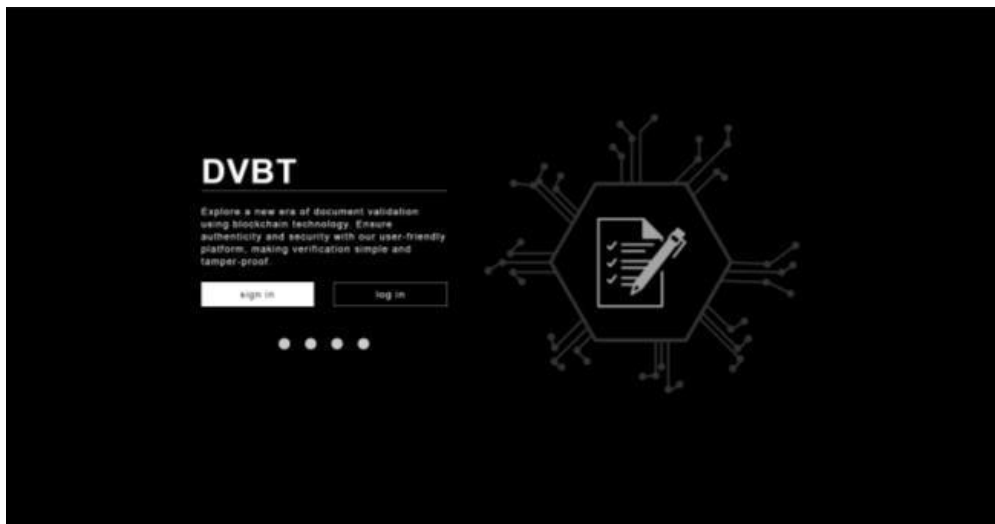 DVBT
Explore a new era of document validation
using blockchain technology. Ensure
authenticity and security with our user-friendly
platform, making verification simple and
tamper-proof.
sign in
log in